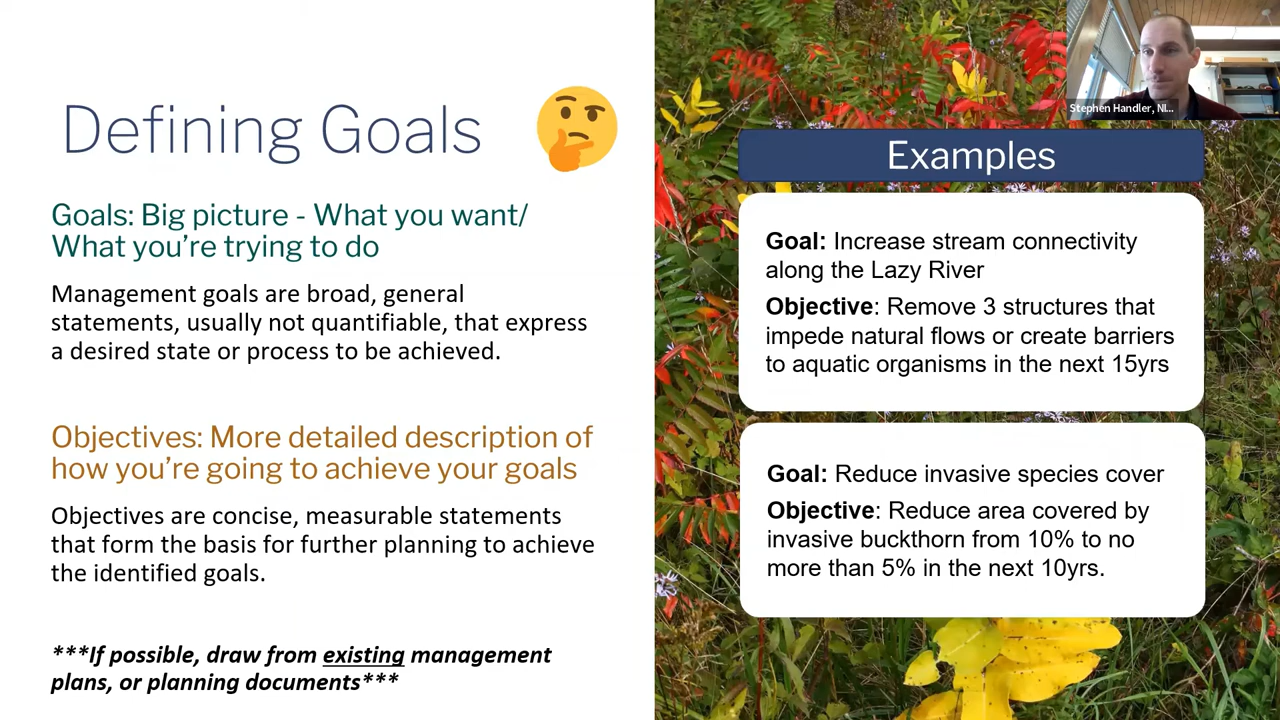 Defining Goals
Goals: Big picture - What you want/
What you're trying to do
Management goals are broad, general
statements, usually not quantifiable, that express
a desired state or process to be achieved.
Objectives: More detailed description of
how you're going to achieve your goals
Objectives are concise, measurable statements
that form the basis for further planning to achieve
the identified goals.
***If possible, draw from existing management
plans, or planning documents***
Stephen Handler, NI...
Examples
Goal: Increase stream connectivity
along the Lazy River
Objective: Remove 3 structures that
impede natural flows or create barriers
to aquatic organisms in the next 15yrs
Goal: Reduce invasive species cover
Objective: Reduce area covered by
invasive buckthorn from 10% to no
more than 5% in the next 10yrs.